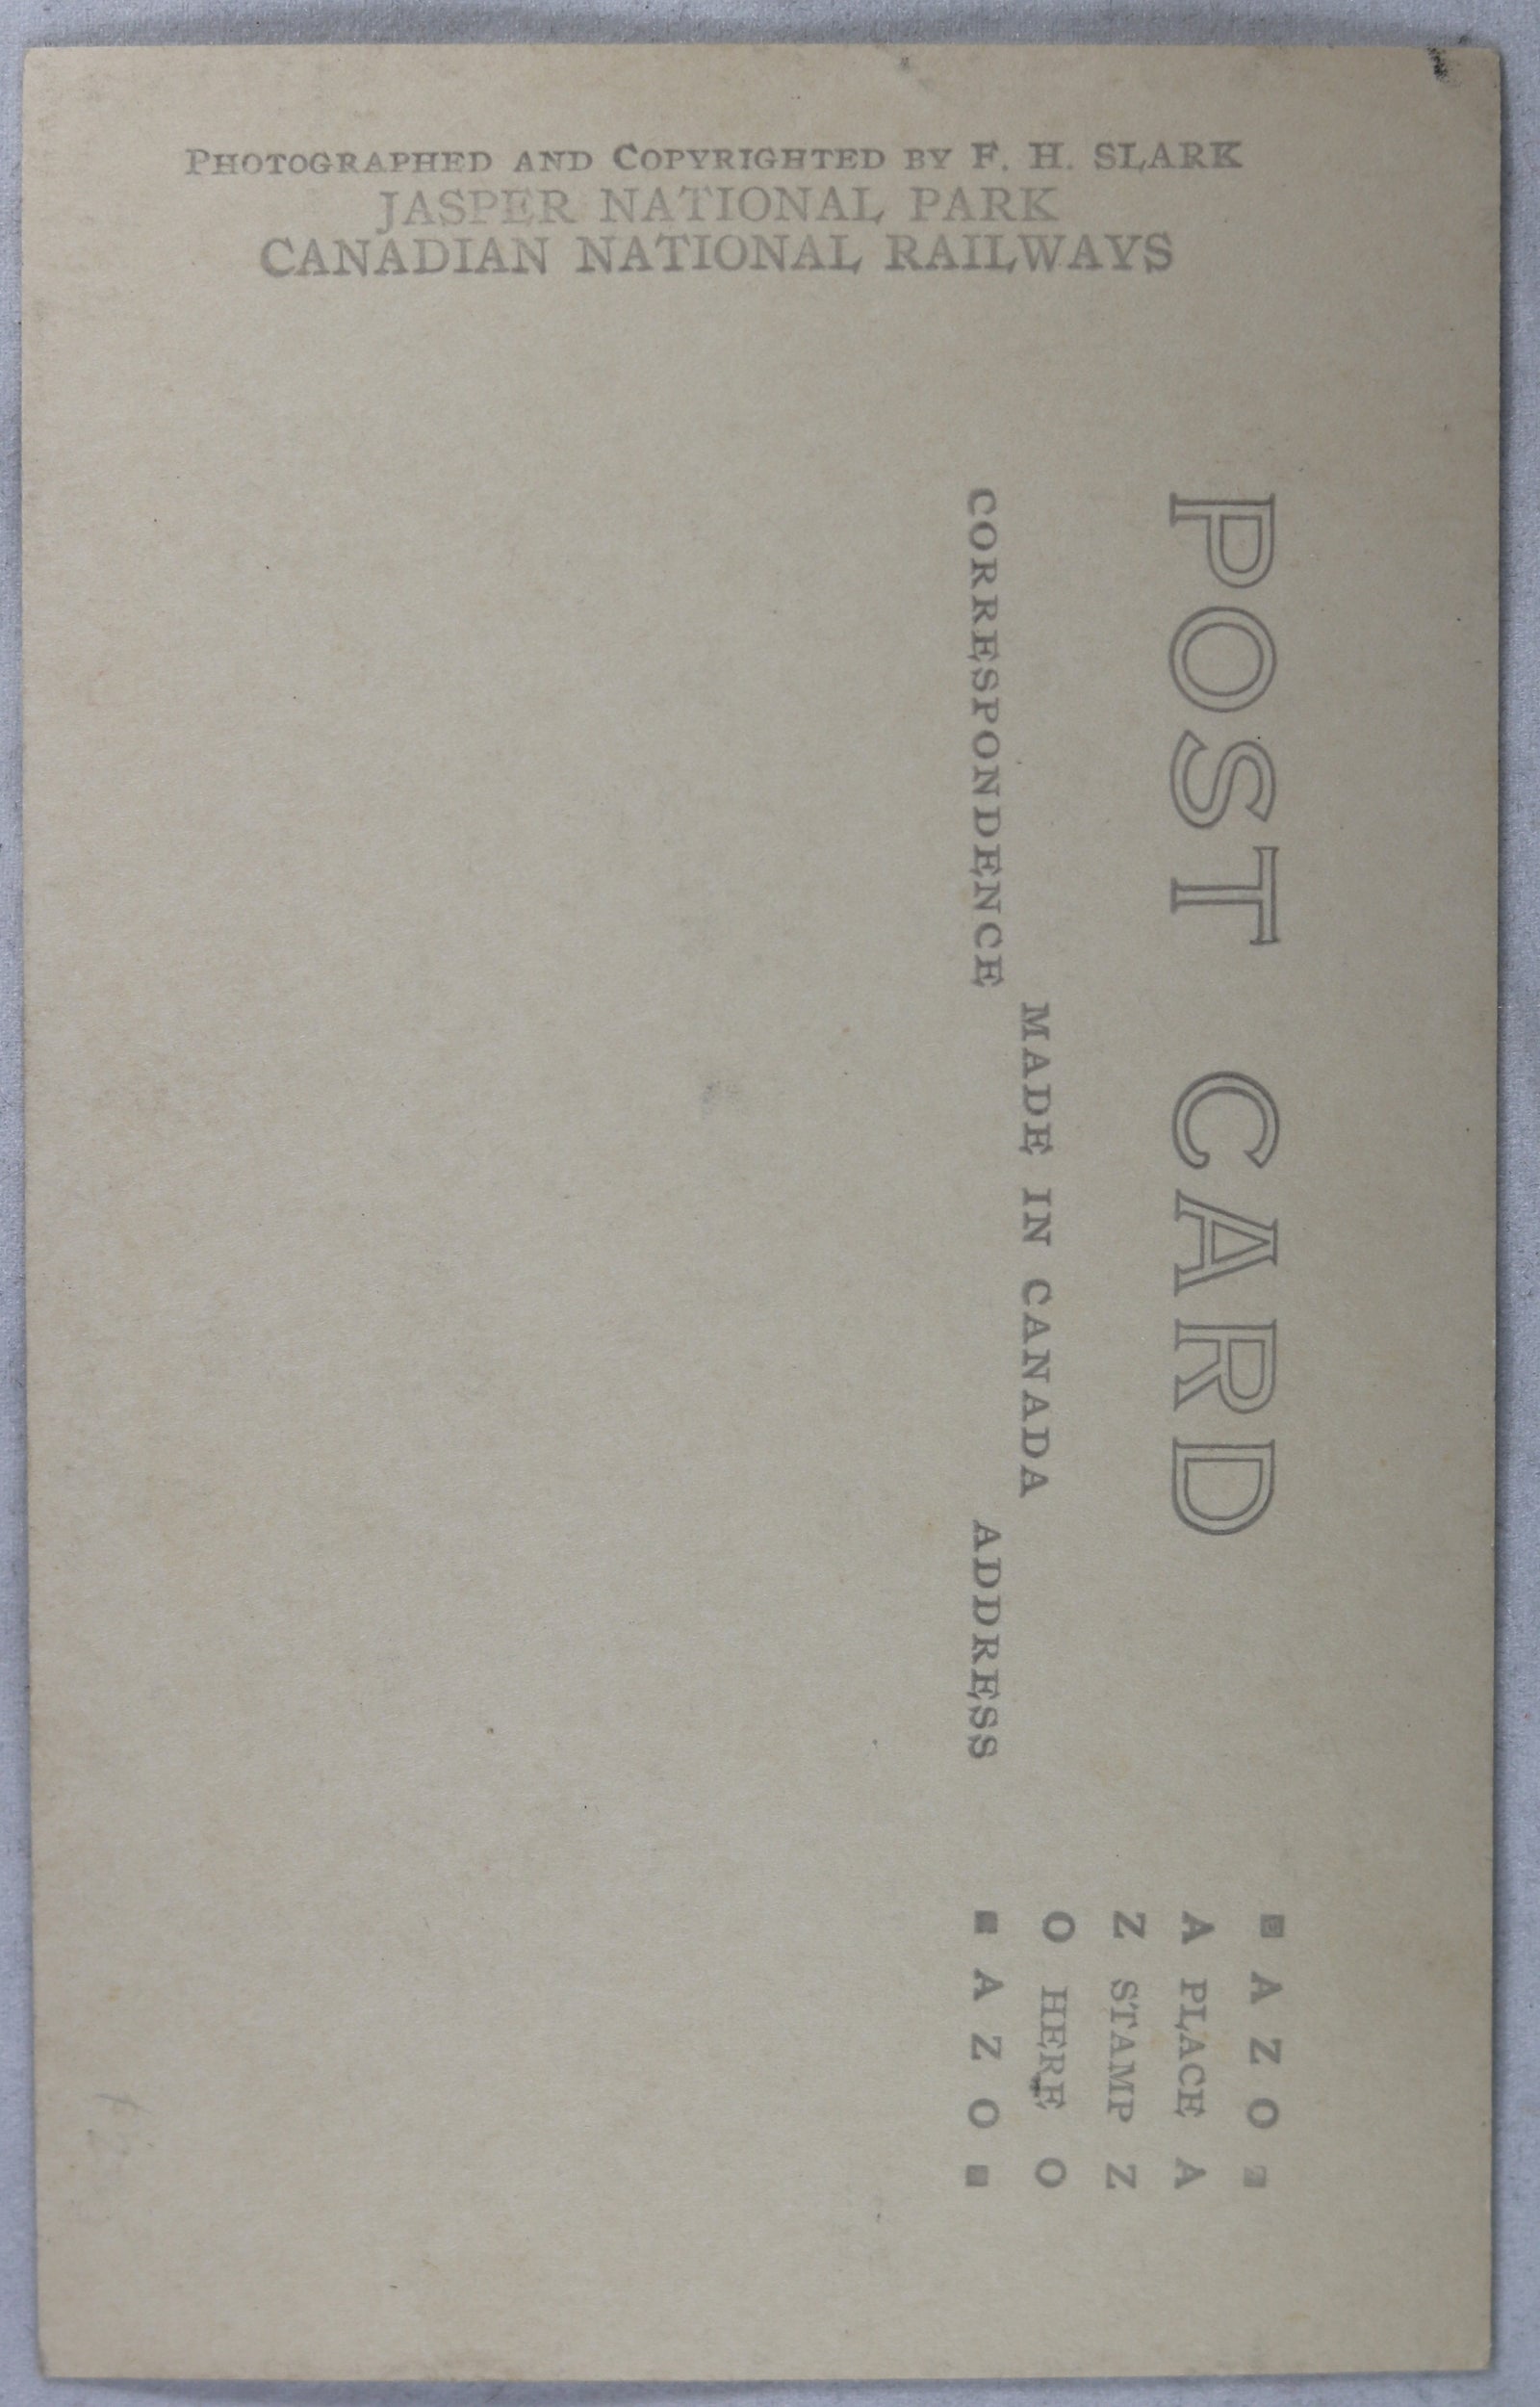 PHOTOGRAPHED AND COPYRIGHTED BY F. H. SLARK
JASPER NATIONAL PARK
CANADIAN NATIONAL RAILWAYS
POST CARD
MADE IN CANADA
CORRESPONDENCE
ADDRESS
AZO
A PLACE A
Z STAMP Z
O HERE O
AZO